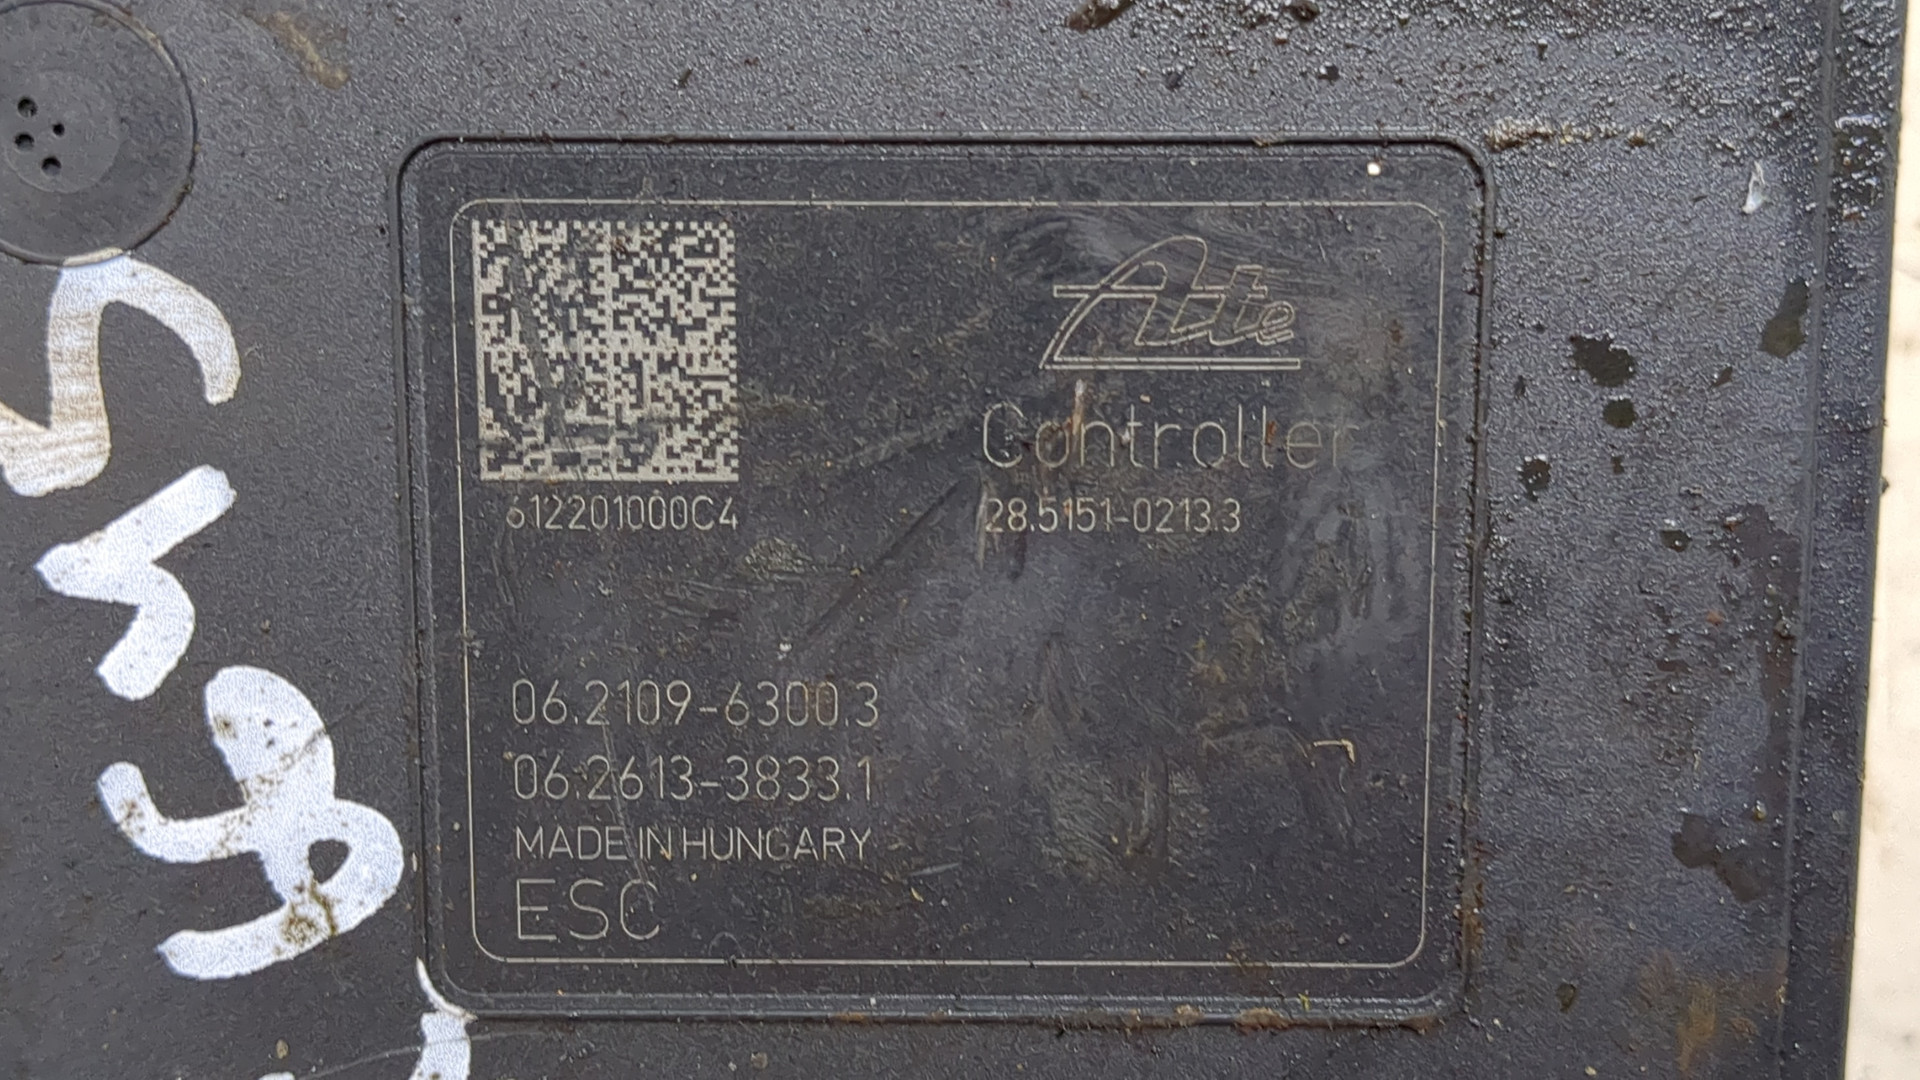 Ate
Controller
612201000C4
28.5151-0213.3
06.2109-6300.3
06.2613-3833.1
MADE IN HUNGARY
ESC